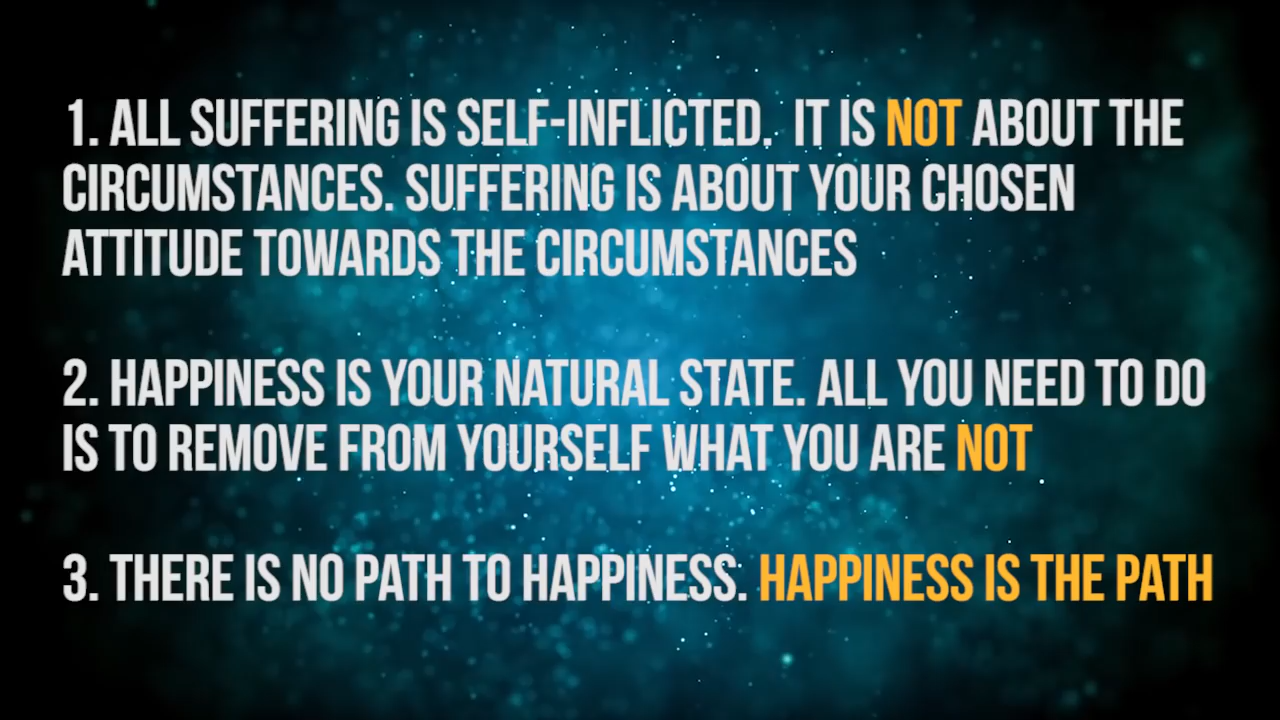 1. ALL SUFFERING IS SELF-INFLICTED. IT IS NOT ABOUT THE
CIRCUMSTANCES. SUFFERING IS ABOUT YOUR CHOSEN
ATTITUDE TOWARDS THE CIRCUMSTANCES
2. HAPPINESS IS YOUR NATURAL STATE. ALL YOU NEED TO DO
IS TO REMOVE FROM YOURSELF WHAT YOU ARE NOT
3. THERE IS NO PATH TO HAPPINESS. HAPPINESS IS THE PATH